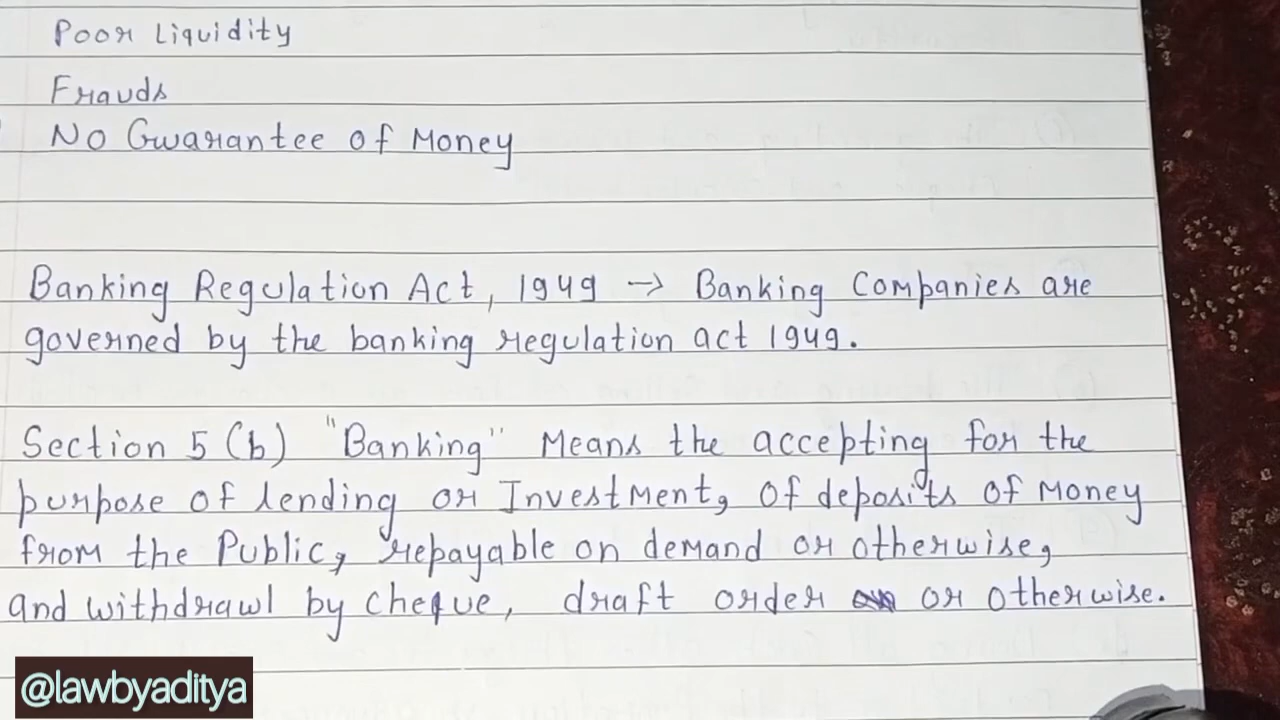 Poor Liquidity
Frauds
No Gwarantee of Money
Banking Regulation Act, 1949 → Banking Companies are
governed by the banking regulation act 1949.
Section 5 (b) "Banking" Means the accepting for the
purpose of lending or Investment, of deposits of Money
from the Public, repayable on demand or otherwise,
and withdrawl by cheque, draft order or otherwise.
@lawbyaditya